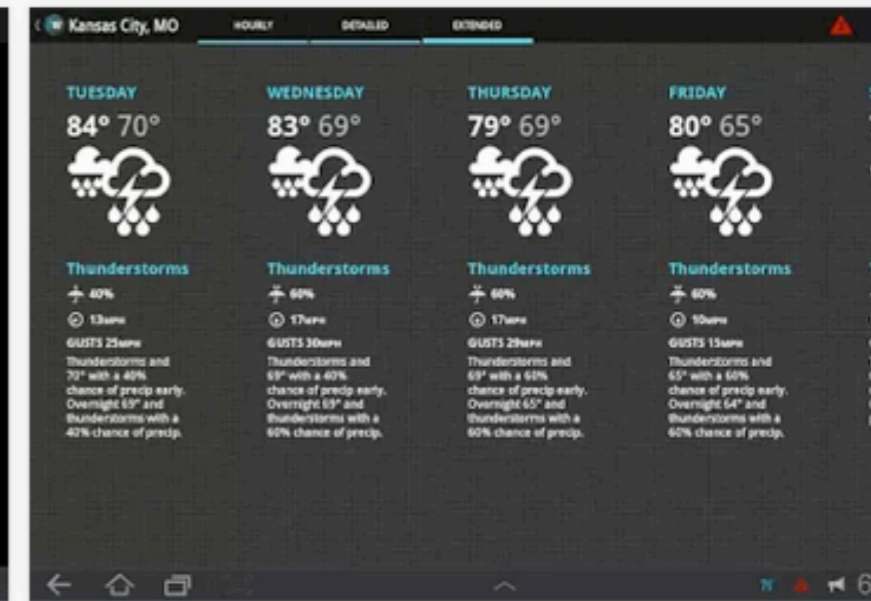 Kansas City, MO
HOURLY
DETAILED
EXTENDED
TUESDAY
84° 70°
Thunderstorms
40%
13MPH
GUSTS 25MPH
Thunderstorms and
70° with a 40%
chance of precip early.
Overnight 69° and
thunderstorms with a
40% chance of precip.
WEDNESDAY
83° 69°
Thunderstorms
60%
17MPH
GUSTS 30MPH
Thunderstorms and
69° with a 40%
chance of precip early.
Overnight 69° and
thunderstorms with a
60% chance of precip.
THURSDAY
79° 69°
Thunderstorms
60%
17MPH
GUSTS 29MPH
Thunderstorms and
69° with a 60%
chance of precip early.
Overnight 65° and
thunderstorms with a
60% chance of precip.
FRIDAY
80° 65°
Thunderstorms
60%
10MPH
GUSTS 15MPH
Thunderstorms and
65° with a 60%
chance of precip early.
Overnight 64° and
thunderstorms with a
60% chance of precip.